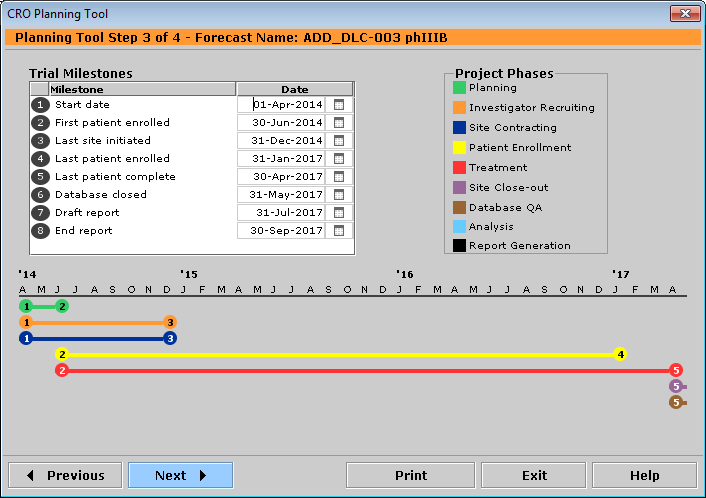 CRO Planning Tool
Planning Tool Step 3 of 4 - Forecast Name: ADD_DLC-003 phIIIB
Trial Milestones
Milestone Date
1 Start date 01-Apr-2014
2 First patient enrolled 30-Jun-2014
3 Last site initiated 31-Dec-2014
4 Last patient enrolled 31-Jan-2017
5 Last patient complete 30-Apr-2017
6 Database closed 31-May-2017
7 Draft report 31-Jul-2017
8 End report 30-Sep-2017
Project Phases
Planning
Investigator Recruiting
Site Contracting
Patient Enrollment
Treatment
Site Close-out
Database QA
Analysis
Report Generation
'14 '15 '16 '17
A M J J A S O N D J F M A M J J A S O N D J F M A M J J A S O N D J F M A
1 2
1 3
1 3
2 4
2 5
5
5
Previous Next Print Exit Help